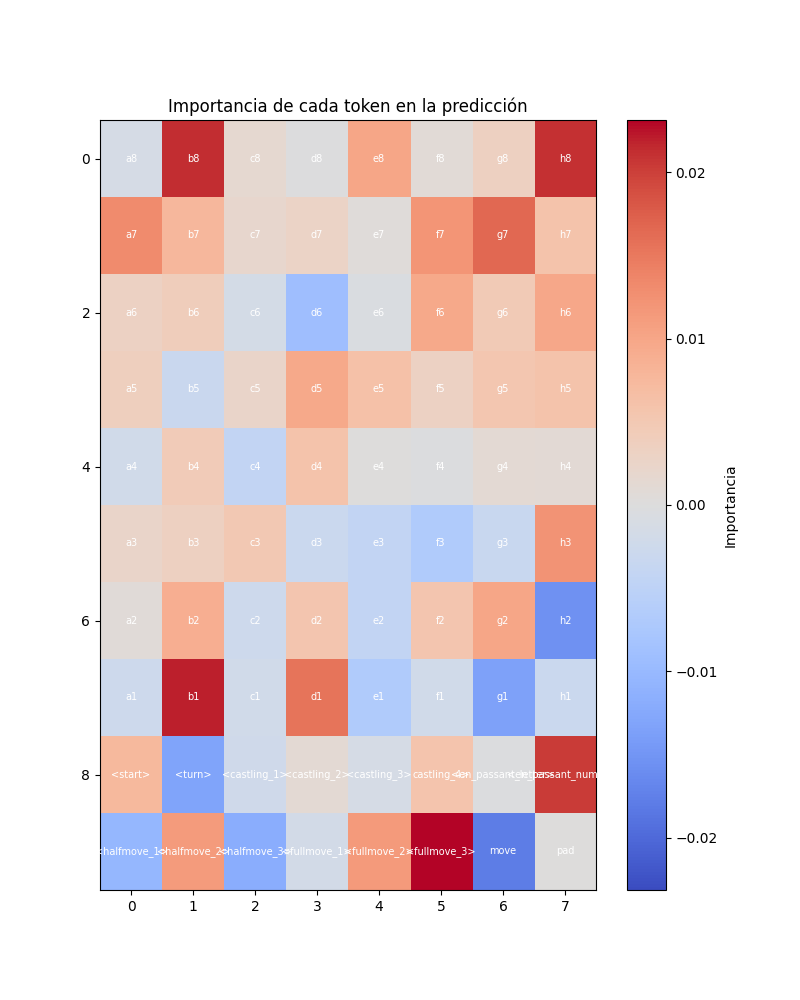 Importancia de cada token en la predicción
0 a8 b8 c8 d8 e8 f8 g8 h8
a7 b7 c7 d7 e7 f7 g7 h7
2 a6 b6 c6 d6 e6 f6 g6 h6
a5 b5 c5 d5 e5 f5 g5 h5
4 a4 b4 c4 d4 e4 f4 g4 h4
a3 b3 c3 d3 e3 f3 g3 h3
6 a2 b2 c2 d2 e2 f2 g2 h2
a1 b1 c1 d1 e1 f1 g1 h1
8 <start> <turn> <castling_1> <castling_2> <castling_3>
<halfmove_1> <halfmove_2> <halfmove_3> <fullmove_1> <fullmove_2> <fullmove_3> move pad
0 1 2 3 4 5 6 7
0.02
0.01
0.00
−0.01
−0.02
Importancia